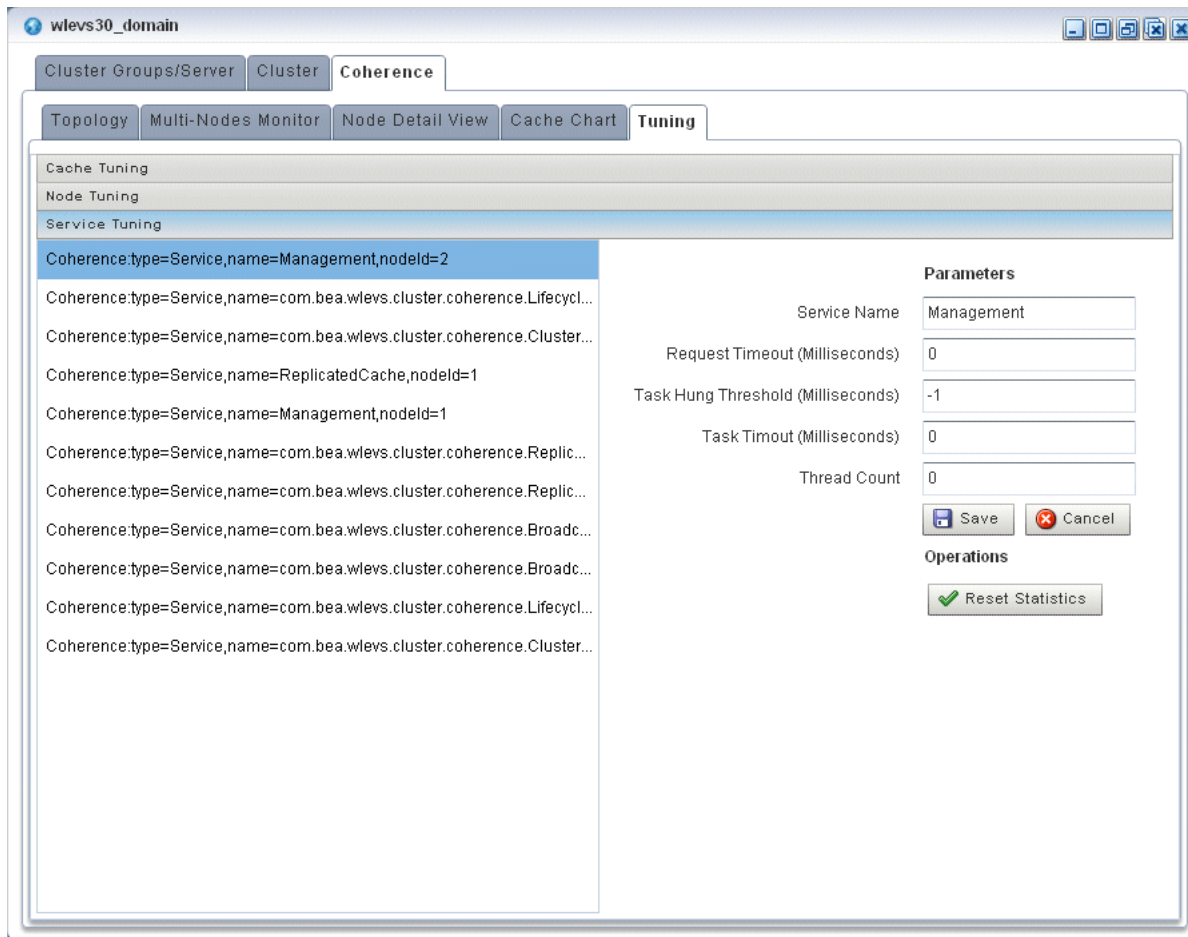 wlevs30_domain
Cluster Groups/Server Cluster Coherence
Topology Multi-Nodes Monitor Node Detail View Cache Chart Tuning
Cache Tuning
Node Tuning
Service Tuning
Coherence:type=Service,name=Management,nodeId=2
Coherence:type=Service,name=com.bea.wlevs.cluster.coherence.Lifecycl...
Coherence:type=Service,name=com.bea.wlevs.cluster.coherence.Cluster...
Coherence:type=Service,name=ReplicatedCache,nodeId=1
Coherence:type=Service,name=Management,nodeId=1
Coherence:type=Service,name=com.bea.wlevs.cluster.coherence.Replic...
Coherence:type=Service,name=com.bea.wlevs.cluster.coherence.Replic...
Coherence:type=Service,name=com.bea.wlevs.cluster.coherence.Broadc...
Coherence:type=Service,name=com.bea.wlevs.cluster.coherence.Broadc...
Coherence:type=Service,name=com.bea.wlevs.cluster.coherence.Lifecycl...
Coherence:type=Service,name=com.bea.wlevs.cluster.coherence.Cluster...
Parameters
Service Name Management
Request Timeout (Milliseconds) 0
Task Hung Threshold (Milliseconds) -1
Task Timout (Milliseconds) 0
Thread Count 0
Save Cancel
Operations
Reset Statistics